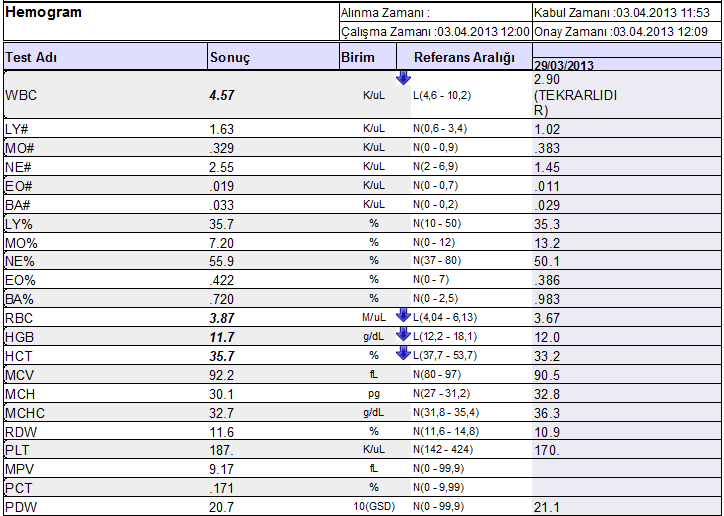 Hemogram
Alınma Zamanı : Kabul Zamanı :03.04.2013 11:53
Çalışma Zamanı :03.04.2013 12:00 Onay Zamanı :03.04.2013 12:09
Test Adı Sonuç Birim Referans Aralığı
29/03/2013
WBC 4.57 K/uL L(4,6 - 10,2) 2.90
(TEKRARLIDI
R)
LY# 1.63 K/uL N(0,6 - 3,4) 1.02
MO# .329 K/uL N(0 - 0,9) .383
NE# 2.55 K/uL N(2 - 6,9) 1.45
EO# .019 K/uL N(0 - 0,7) .011
BA# .033 K/uL N(0 - 0,2) .029
LY% 35.7 % N(10 - 50) 35.3
MO% 7.20 % N(0 - 12) 13.2
NE% 55.9 % N(37 - 80) 50.1
EO% .422 % N(0 - 7) .386
BA% .720 % N(0 - 2,5) .983
RBC 3.87 M/uL L(4,04 - 6,13) 3.67
HGB 11.7 g/dL L(12,2 - 18,1) 12.0
HCT 35.7 % L(37,7 - 53,7) 33.2
MCV 92.2 fL N(80 - 97) 90.5
MCH 30.1 pg N(27 - 31,2) 32.8
MCHC 32.7 g/dL N(31,8 - 35,4) 36.3
RDW 11.6 % N(11,6 - 14,8) 10.9
PLT 187. K/uL N(142 - 424) 170.
MPV 9.17 fL N(0 - 99,9)
PCT .171 % N(0 - 9,99)
PDW 20.7 10(GSD) N(0 - 99,9) 21.1